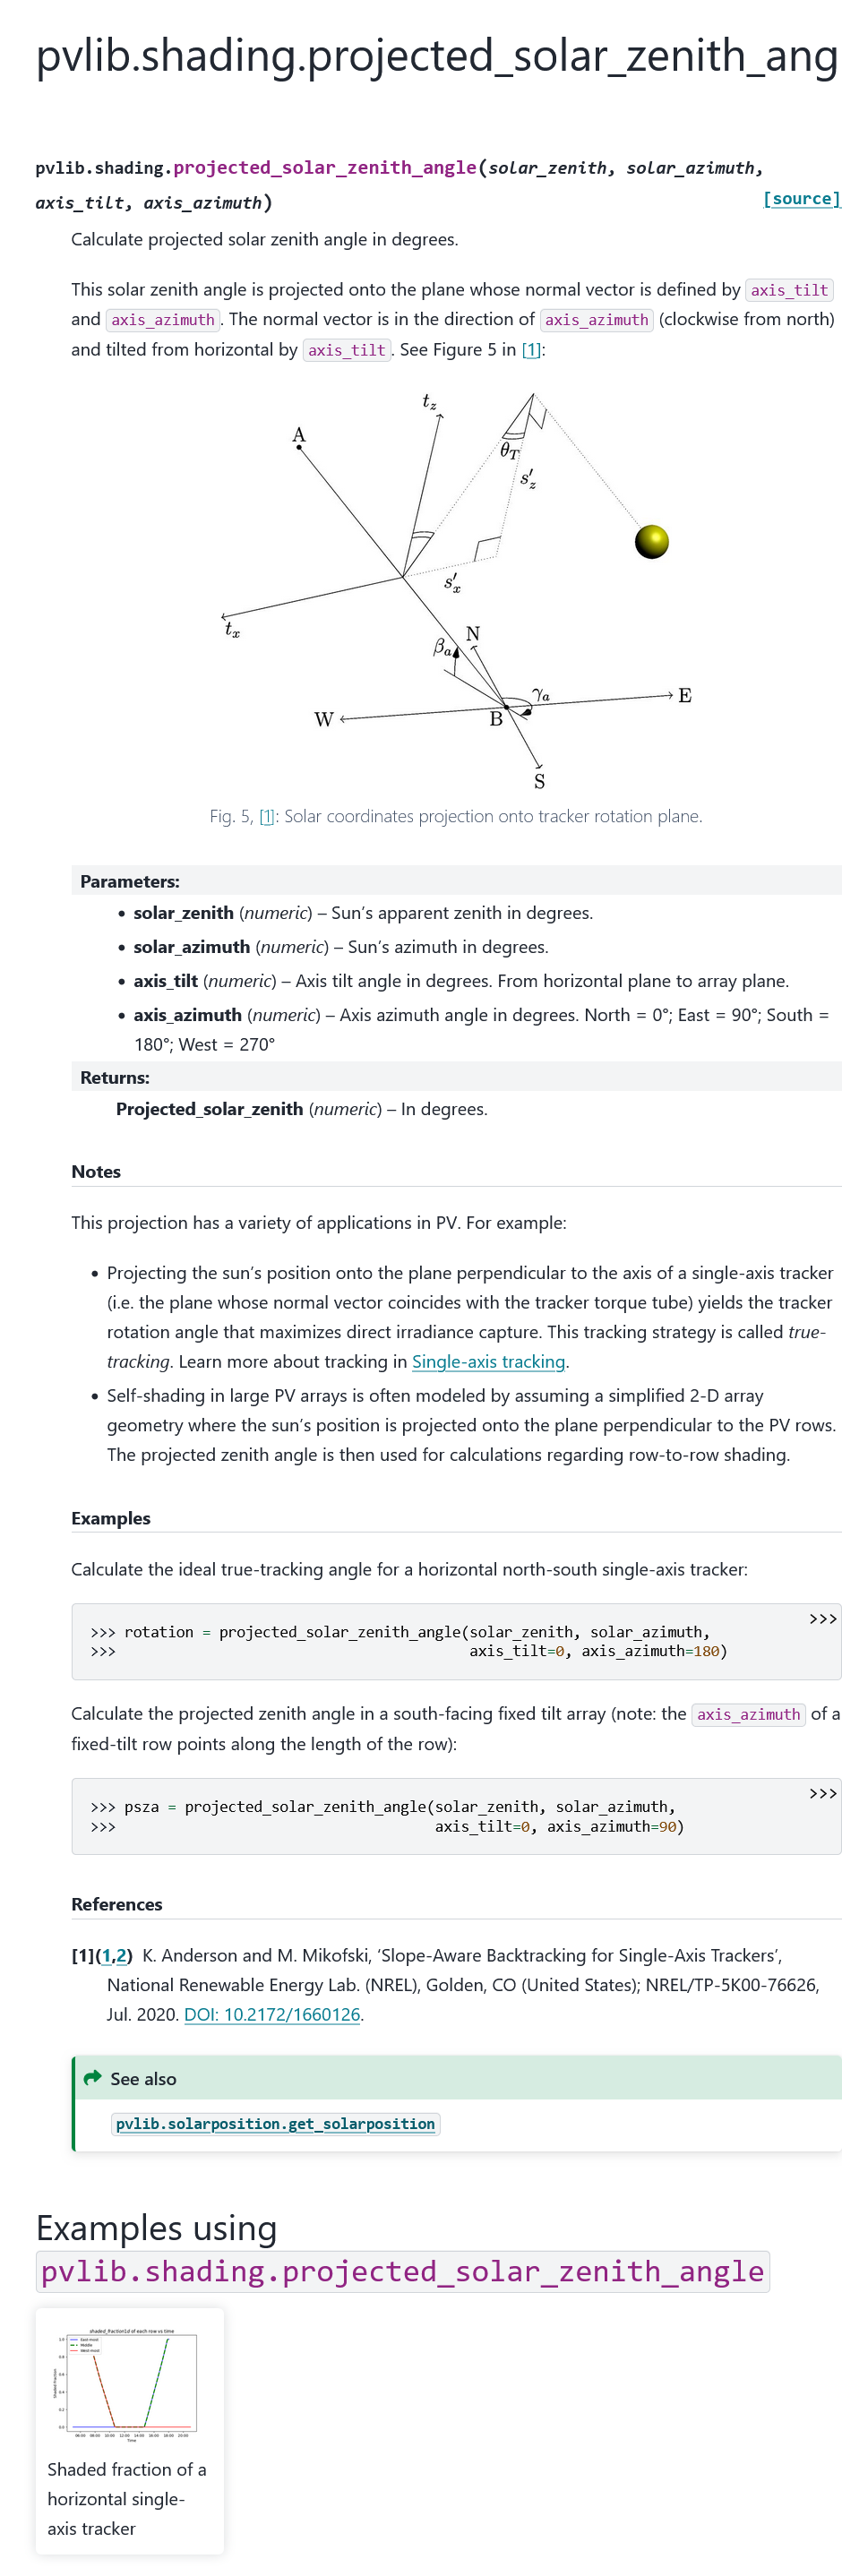 pvlib.shading.projected_solar_zenith_ang
pvlib.shading.projected_solar_zenith_angle(solar_zenith, solar_azimuth,
axis_tilt, axis_azimuth) [source]
Calculate projected solar zenith angle in degrees.
This solar zenith angle is projected onto the plane whose normal vector is defined by axis_tilt
and axis_azimuth. The normal vector is in the direction of axis_azimuth (clockwise from north)
and tilted from horizontal by axis_tilt. See Figure 5 in [1]:
A
t_z
θ_T
s'_z
s'_x
t_x
β_a
N
γ_a
E
W
B
S
Fig. 5, [1]: Solar coordinates projection onto tracker rotation plane.
Parameters:
• solar_zenith (numeric) – Sun's apparent zenith in degrees.
• solar_azimuth (numeric) – Sun's azimuth in degrees.
• axis_tilt (numeric) – Axis tilt angle in degrees. From horizontal plane to array plane.
• axis_azimuth (numeric) – Axis azimuth angle in degrees. North = 0°; East = 90°; South =
180°; West = 270°
Returns:
Projected_solar_zenith (numeric) – In degrees.
Notes
This projection has a variety of applications in PV. For example:
• Projecting the sun's position onto the plane perpendicular to the axis of a single-axis tracker
(i.e. the plane whose normal vector coincides with the tracker torque tube) yields the tracker
rotation angle that maximizes direct irradiance capture. This tracking strategy is called true-
tracking. Learn more about tracking in Single-axis tracking.
• Self-shading in large PV arrays is often modeled by assuming a simplified 2-D array
geometry where the sun's position is projected onto the plane perpendicular to the PV rows.
The projected zenith angle is then used for calculations regarding row-to-row shading.
Examples
Calculate the ideal true-tracking angle for a horizontal north-south single-axis tracker:
>>>
>>> rotation = projected_solar_zenith_angle(solar_zenith, solar_azimuth,
>>> axis_tilt=0, axis_azimuth=180)
Calculate the projected zenith angle in a south-facing fixed tilt array (note: the axis_azimuth of a
fixed-tilt row points along the length of the row):
>>>
>>> psza = projected_solar_zenith_angle(solar_zenith, solar_azimuth,
>>> axis_tilt=0, axis_azimuth=90)
References
[1](1,2) K. Anderson and M. Mikofski, 'Slope-Aware Backtracking for Single-Axis Trackers',
National Renewable Energy Lab. (NREL), Golden, CO (United States); NREL/TP-5K00-76626,
Jul. 2020. DOI: 10.2172/1660126.
See also
pvlib.solarposition.get_solarposition
Examples using
pvlib.shading.projected_solar_zenith_angle
shaded_fraction1d of each row vs time
Time
Shaded fraction of a
horizontal single-
axis tracker